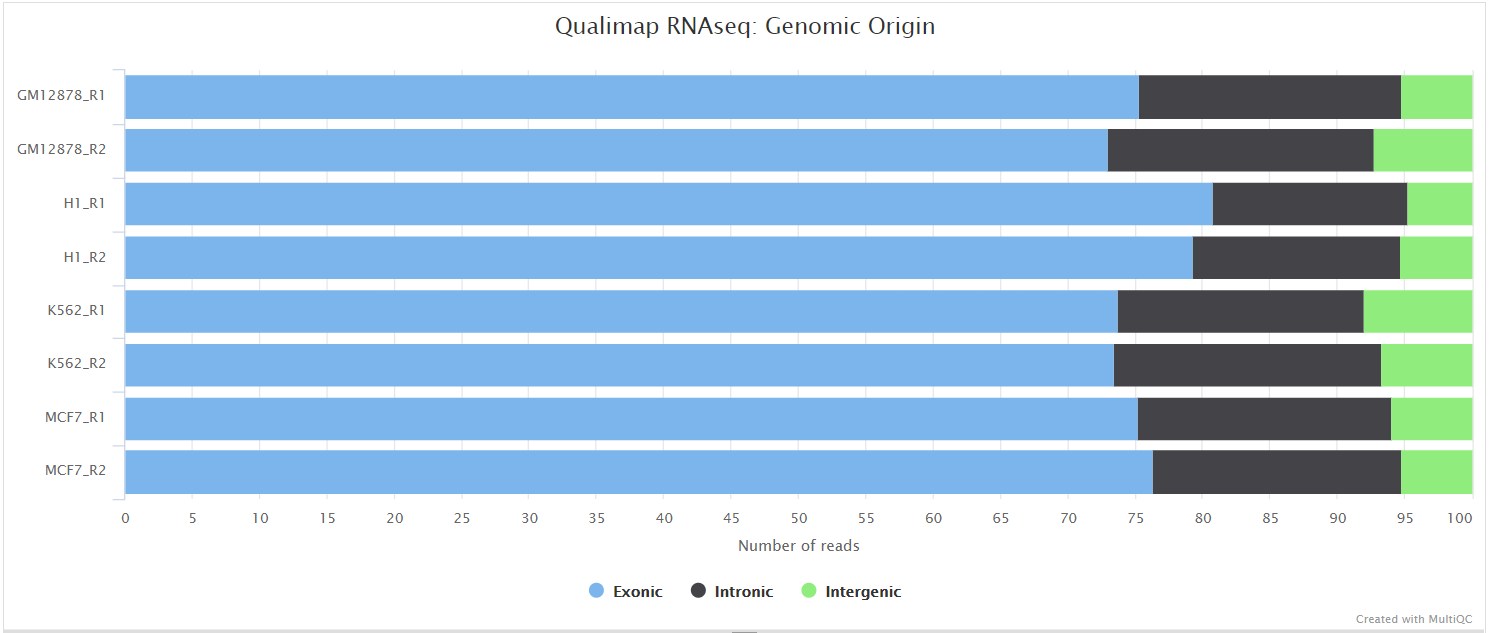 Qualimap RNAseq: Genomic Origin
GM12878_R1
GM12878_R2
H1_R1
H1_R2
K562_R1
K562_R2
MCF7_R1
MCF7_R2
0 5 10 15 20 25 30 35 40 45 50 55 60 65 70 75 80 85 90 95 100
Number of reads
Exonic Intronic Intergenic
Created with MultiQC